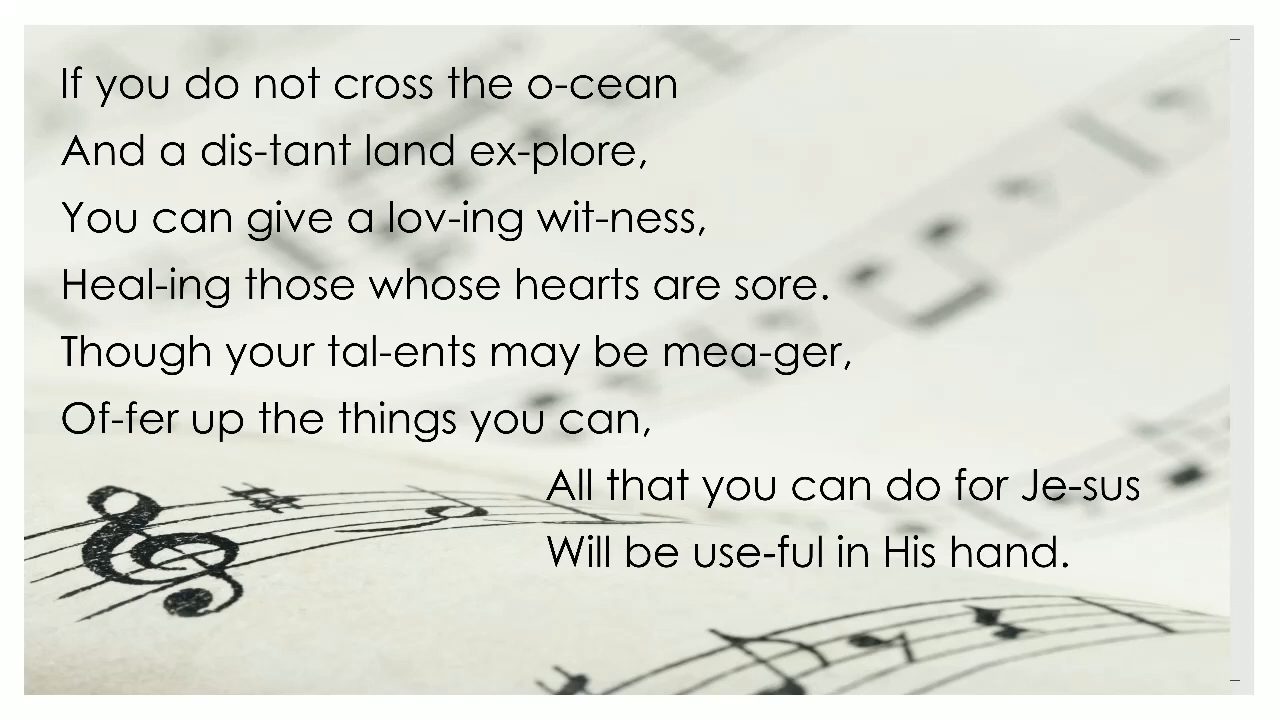 If you do not cross the o-cean
And a dis-tant land ex-plore,
You can give a lov-ing wit-ness,
Heal-ing those whose hearts are sore.
Though your tal-ents may be mea-ger,
Of-fer up the things you can,
All that you can do for Je-sus
Will be use-ful in His hand.